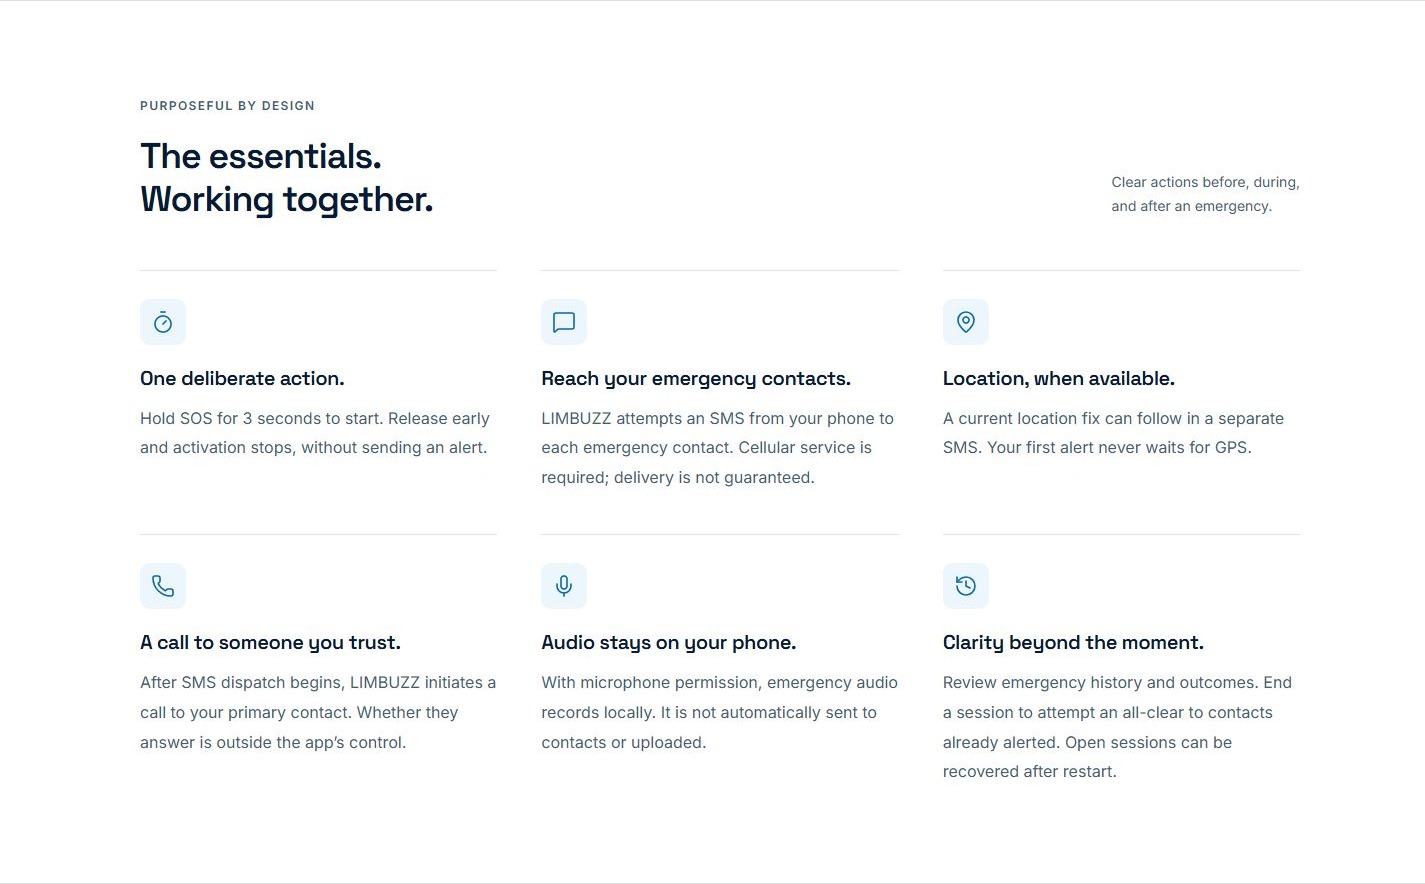 PURPOSEFUL BY DESIGN
The essentials.
Working together.
Clear actions before, during,
and after an emergency.
One deliberate action.
Hold SOS for 3 seconds to start. Release early
and activation stops, without sending an alert.
Reach your emergency contacts.
LIMBUZZ attempts an SMS from your phone to
each emergency contact. Cellular service is
required; delivery is not guaranteed.
Location, when available.
A current location fix can follow in a separate
SMS. Your first alert never waits for GPS.
A call to someone you trust.
After SMS dispatch begins, LIMBUZZ initiates a
call to your primary contact. Whether they
answer is outside the app’s control.
Audio stays on your phone.
With microphone permission, emergency audio
records locally. It is not automatically sent to
contacts or uploaded.
Clarity beyond the moment.
Review emergency history and outcomes. End
a session to attempt an all-clear to contacts
already alerted. Open sessions can be
recovered after restart.